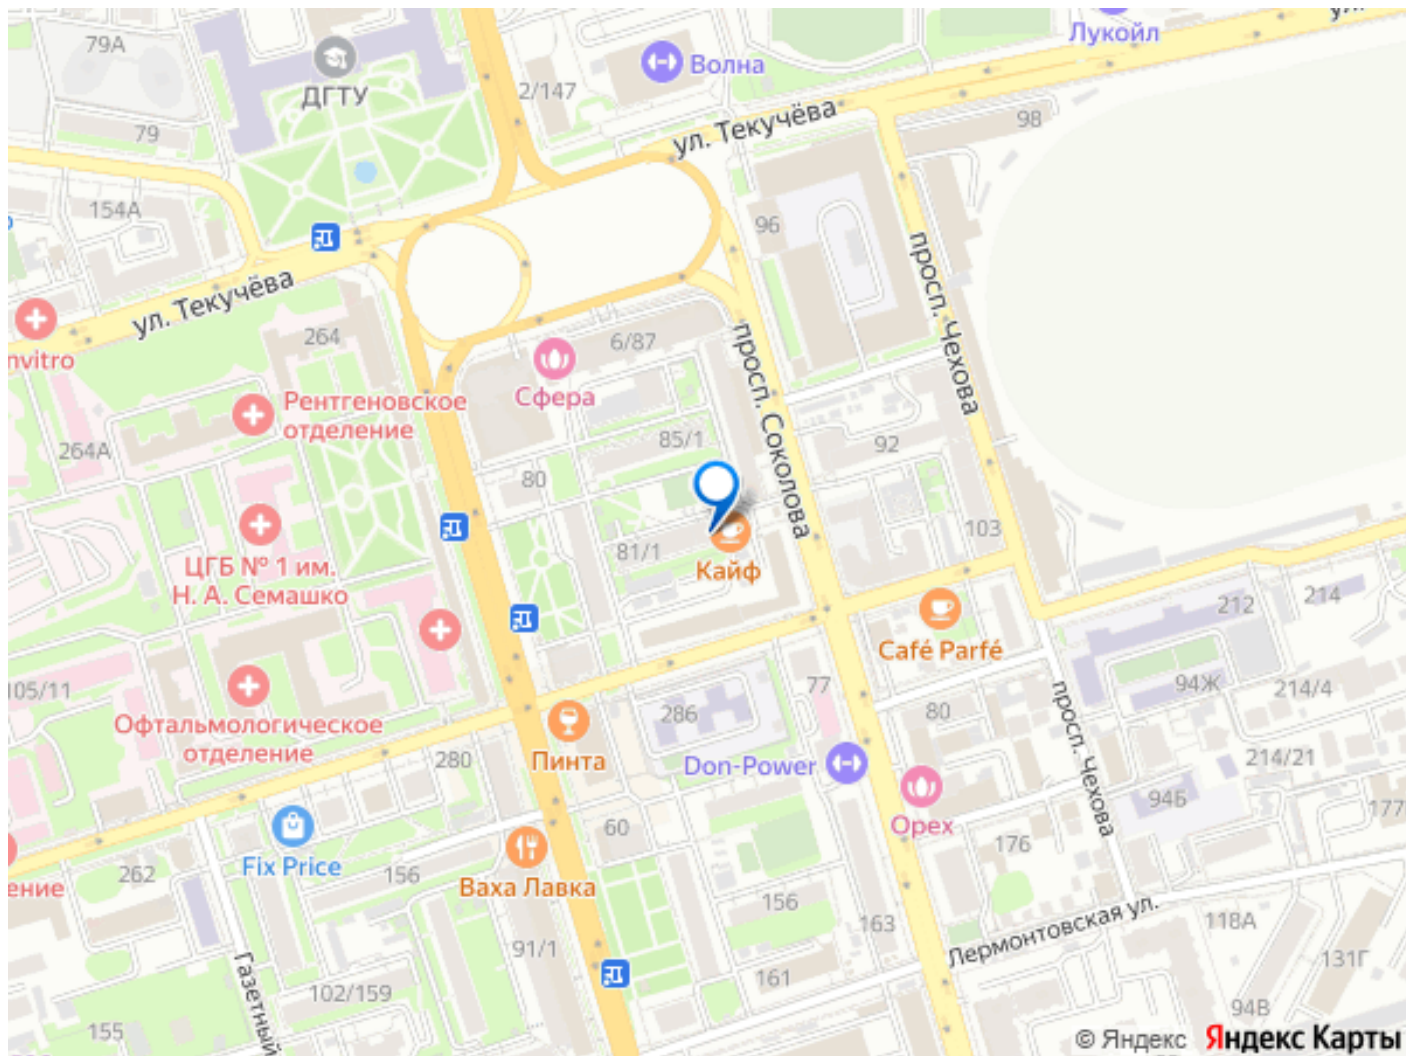 79А
ДГТУ
2/147
Волна
Лукойл
ул. Текучёва
98
79
154А
96
ул. Текучёва
просп. Чехова
nvitro
264
6/87
Сфера
просп. Соколова
Рентгеновское
отделение
264А
85/1
92
80
103
81/1
Кайф
ЦГБ № 1 им.
Н. А. Семашко
212
214
Café Parfé
105/11
Офтальмологическое
отделение
286
77
80
94Ж
214/4
просп. Чехова
280
Пинта
Don-Power
214/21
94Б
177
Орех
Fix Price
60
176
ение
262
156
Ваха Лавка
156
163
Лермонтовская ул.
118А
91/1
131Г
Газетный
102/159
161
94В
155
© Яндекс Яндекс Карты